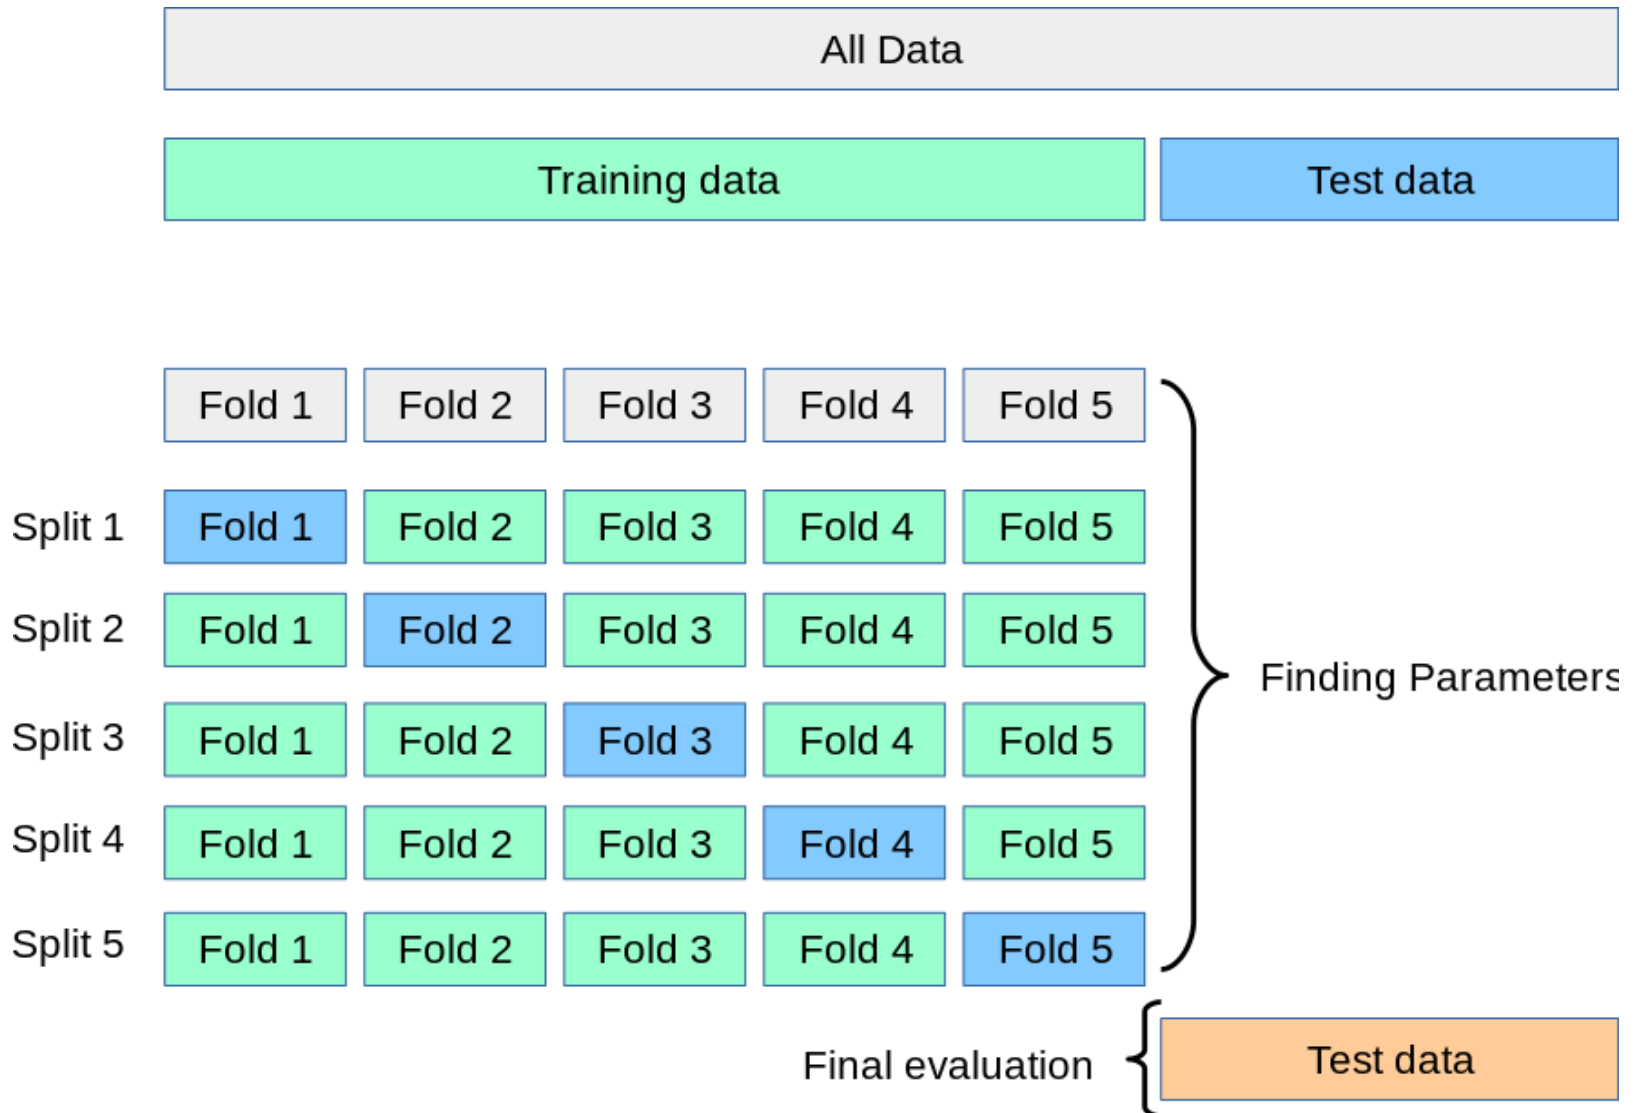 All Data
Training data Test data
Fold 1 Fold 2 Fold 3 Fold 4 Fold 5
Split 1 Fold 1 Fold 2 Fold 3 Fold 4 Fold 5
Split 2 Fold 1 Fold 2 Fold 3 Fold 4 Fold 5
Finding Parameters
Split 3 Fold 1 Fold 2 Fold 3 Fold 4 Fold 5
Split 4 Fold 1 Fold 2 Fold 3 Fold 4 Fold 5
Split 5 Fold 1 Fold 2 Fold 3 Fold 4 Fold 5
Final evaluation Test data